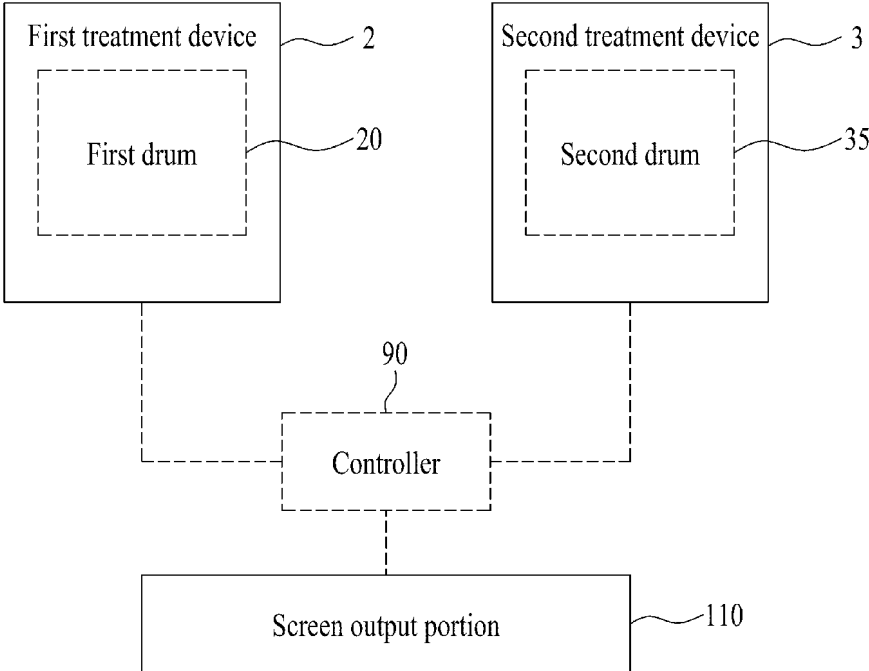 First treatment device
2
First drum
20
Second treatment device
3
Second drum
35
90
Controller
Screen output portion
110